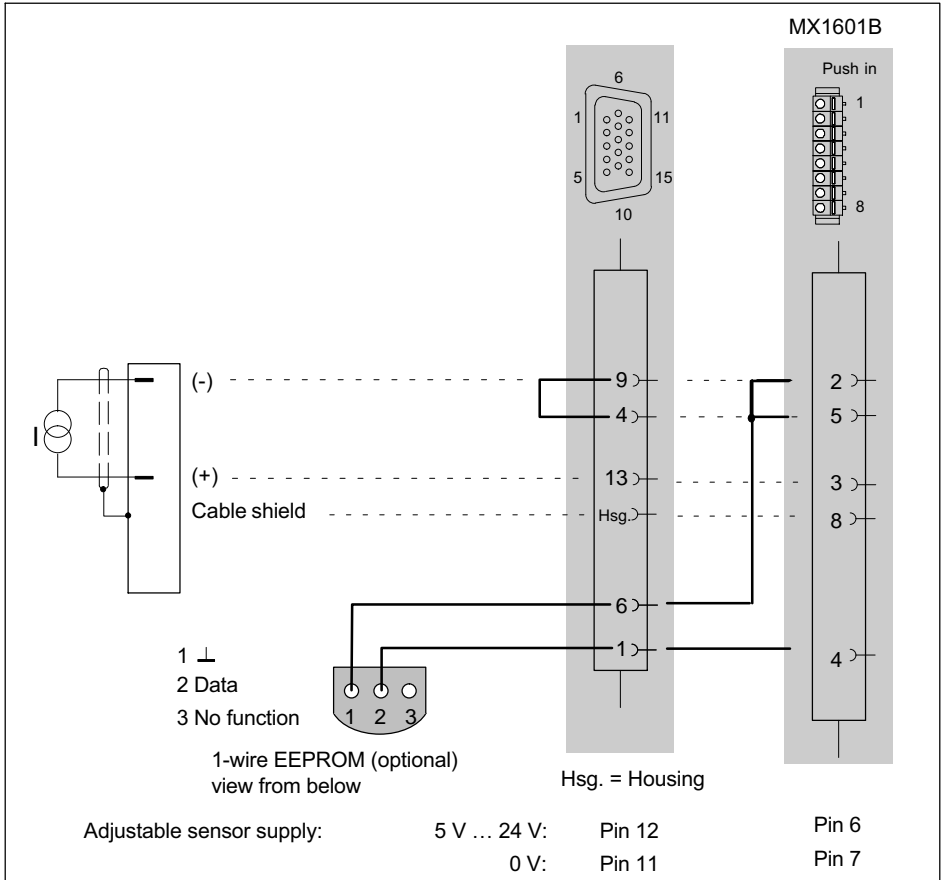 MX1601B
Push in
6
1
11
5
15
10
1
8
(-)
9
2
4
5
I
(+)
13
3
Cable shield
Hsg.
8
6
1
4
1 ⊥
2 Data
3 No function
1 2 3
1-wire EEPROM (optional)
view from below
Hsg. = Housing
Adjustable sensor supply: 5 V … 24 V: Pin 12 Pin 6
0 V: Pin 11 Pin 7